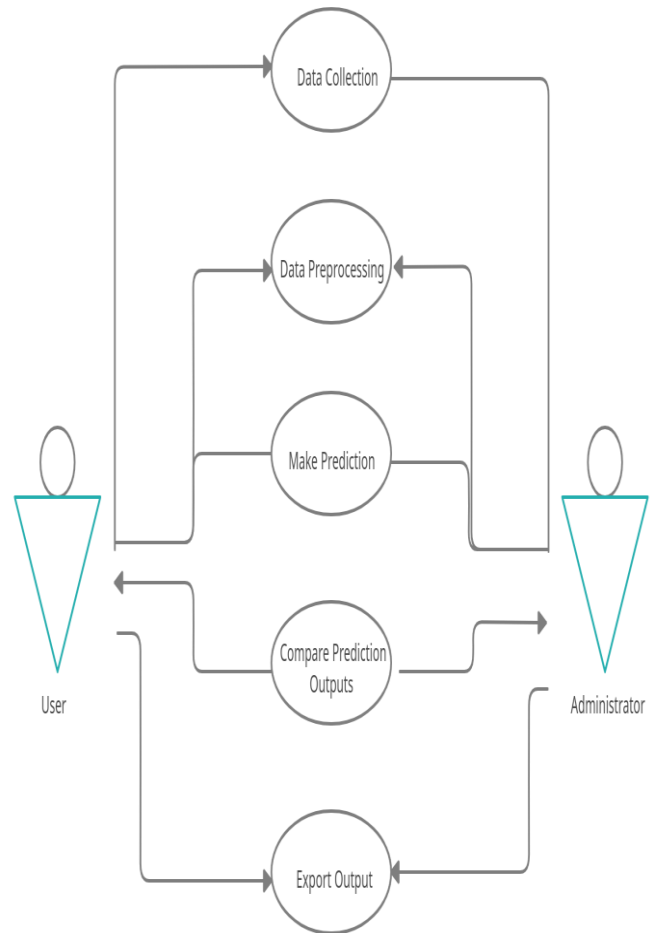 Data Collection
Data Preprocessing
Make Prediction
Compare Prediction
Outputs
User
Administrator
Export Output